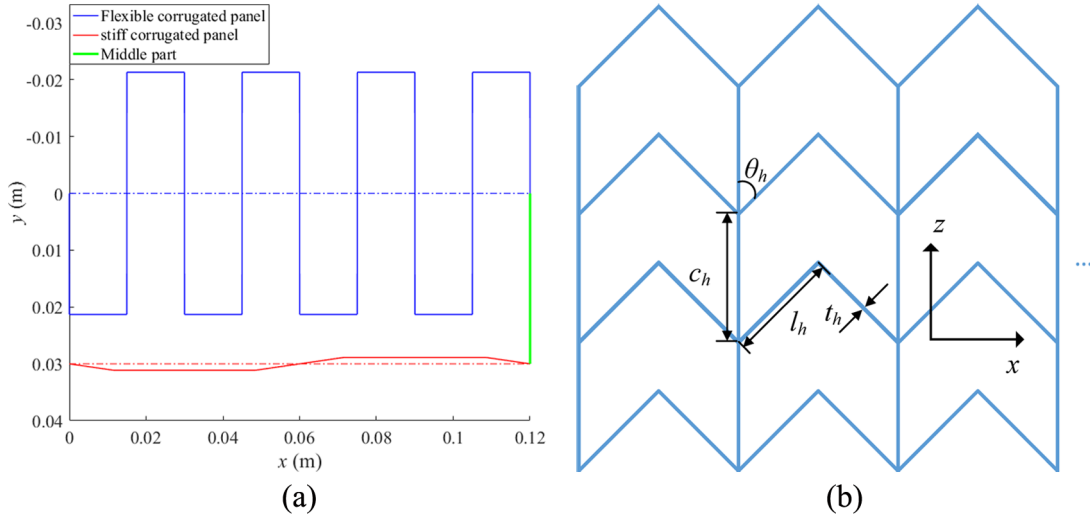 Flexible corrugated panel
stiff corrugated panel
Middle part
-0.03
-0.02
-0.01
0
0.01
0.02
0.03
0.04
y (m)
0 0.02 0.04 0.06 0.08 0.1 0.12
x (m)
(a)
θh
ch
lh
th
z
x
...
(b)